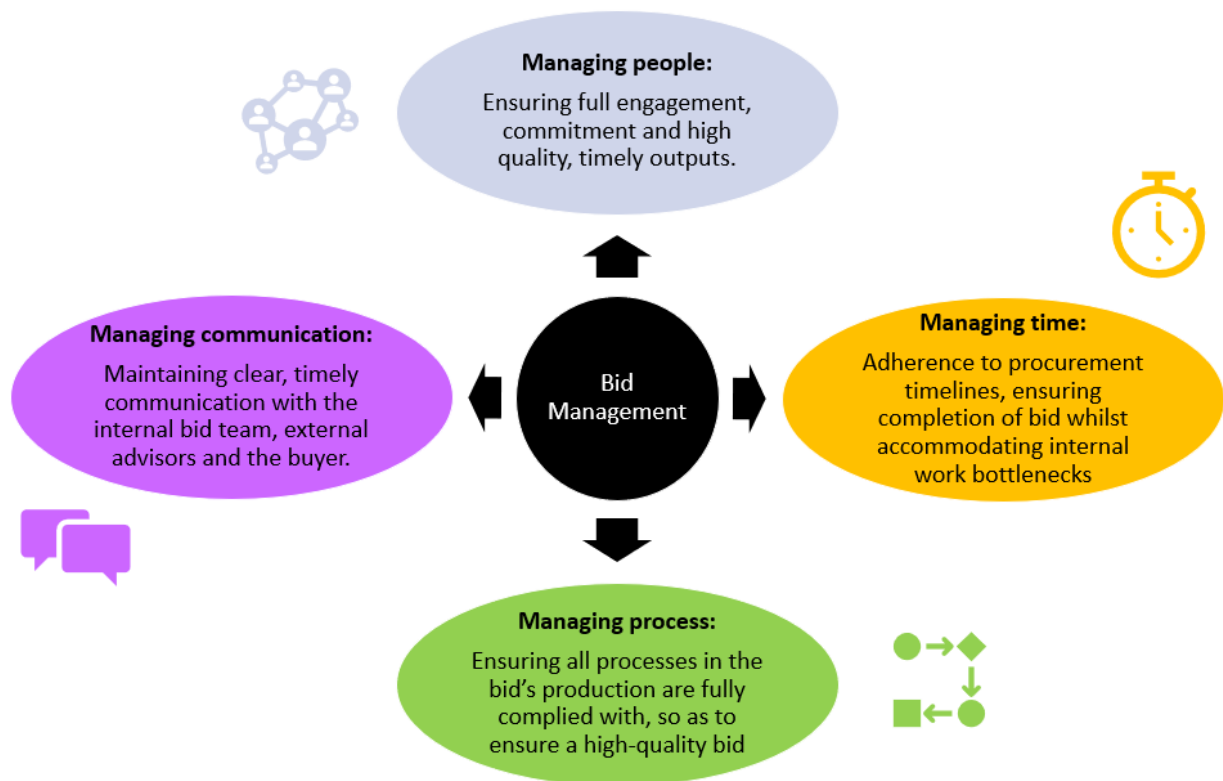 Managing people:
Ensuring full engagement,
commitment and high
quality, timely outputs.
Managing communication:
Maintaining clear, timely
communication with the
internal bid team, external
advisors and the buyer.
Bid
Management
Managing time:
Adherence to procurement
timelines, ensuring
completion of bid whilst
accommodating internal
work bottlenecks
Managing process:
Ensuring all processes in the
bid’s production are fully
complied with, so as to
ensure a high-quality bid